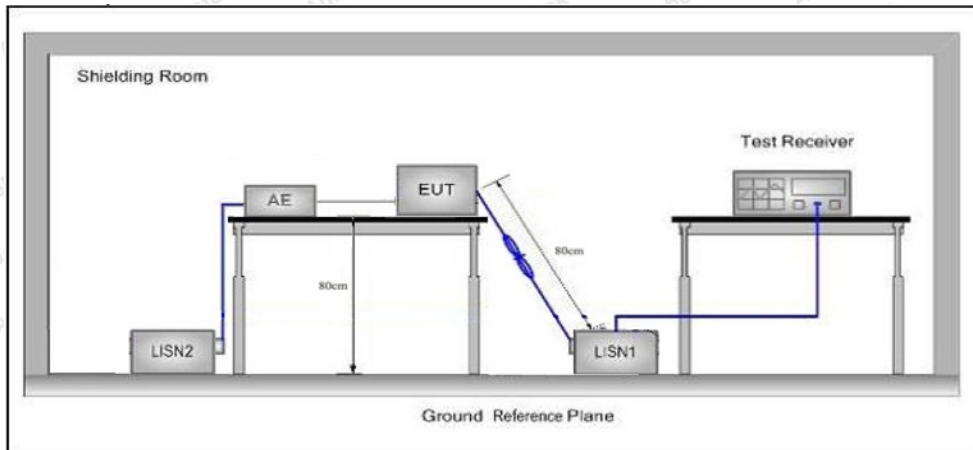 Shielding Room
Test Receiver
EUT
AE
80cm
80cm
LISN2
LISN1
Ground Reference Plane